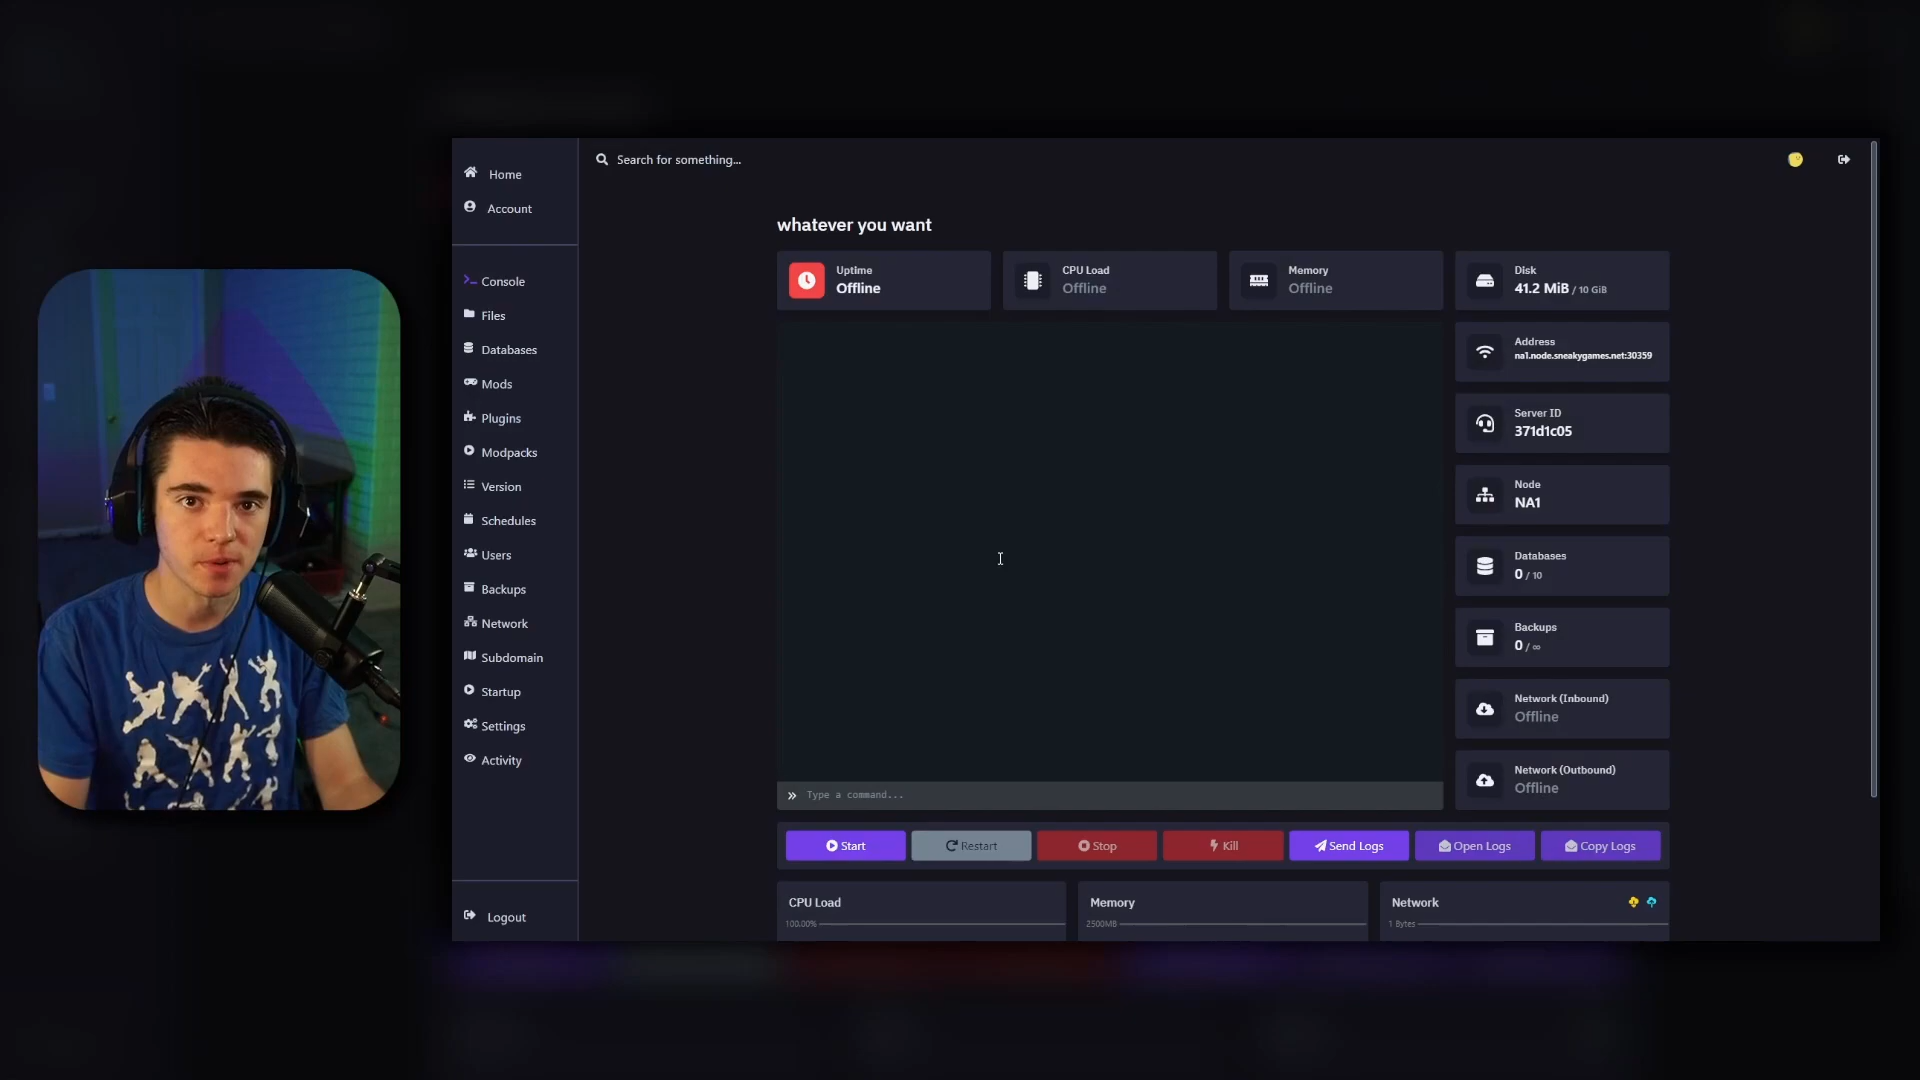 Home
Account
Console
Files
Databases
Mods
Plugins
Modpacks
Version
Schedules
Users
Backups
Network
Subdomain
Startup
Settings
Activity
Logout
Search for something...
whatever you want
Uptime
Offline
CPU Load
Offline
Memory
Offline
Disk
41.2 MiB / 10 GiB
Address
na1.node.sneakygames.net:30359
Server ID
371d1c05
Node
NA1
Databases
0 / 10
Backups
0 / ∞
Network (Inbound)
Offline
Network (Outbound)
Offline
» Type a command...
Start
Restart
Stop
Kill
Send Logs
Open Logs
Copy Logs
CPU Load
100.00%
Memory
2500MB
Network
1 Bytes